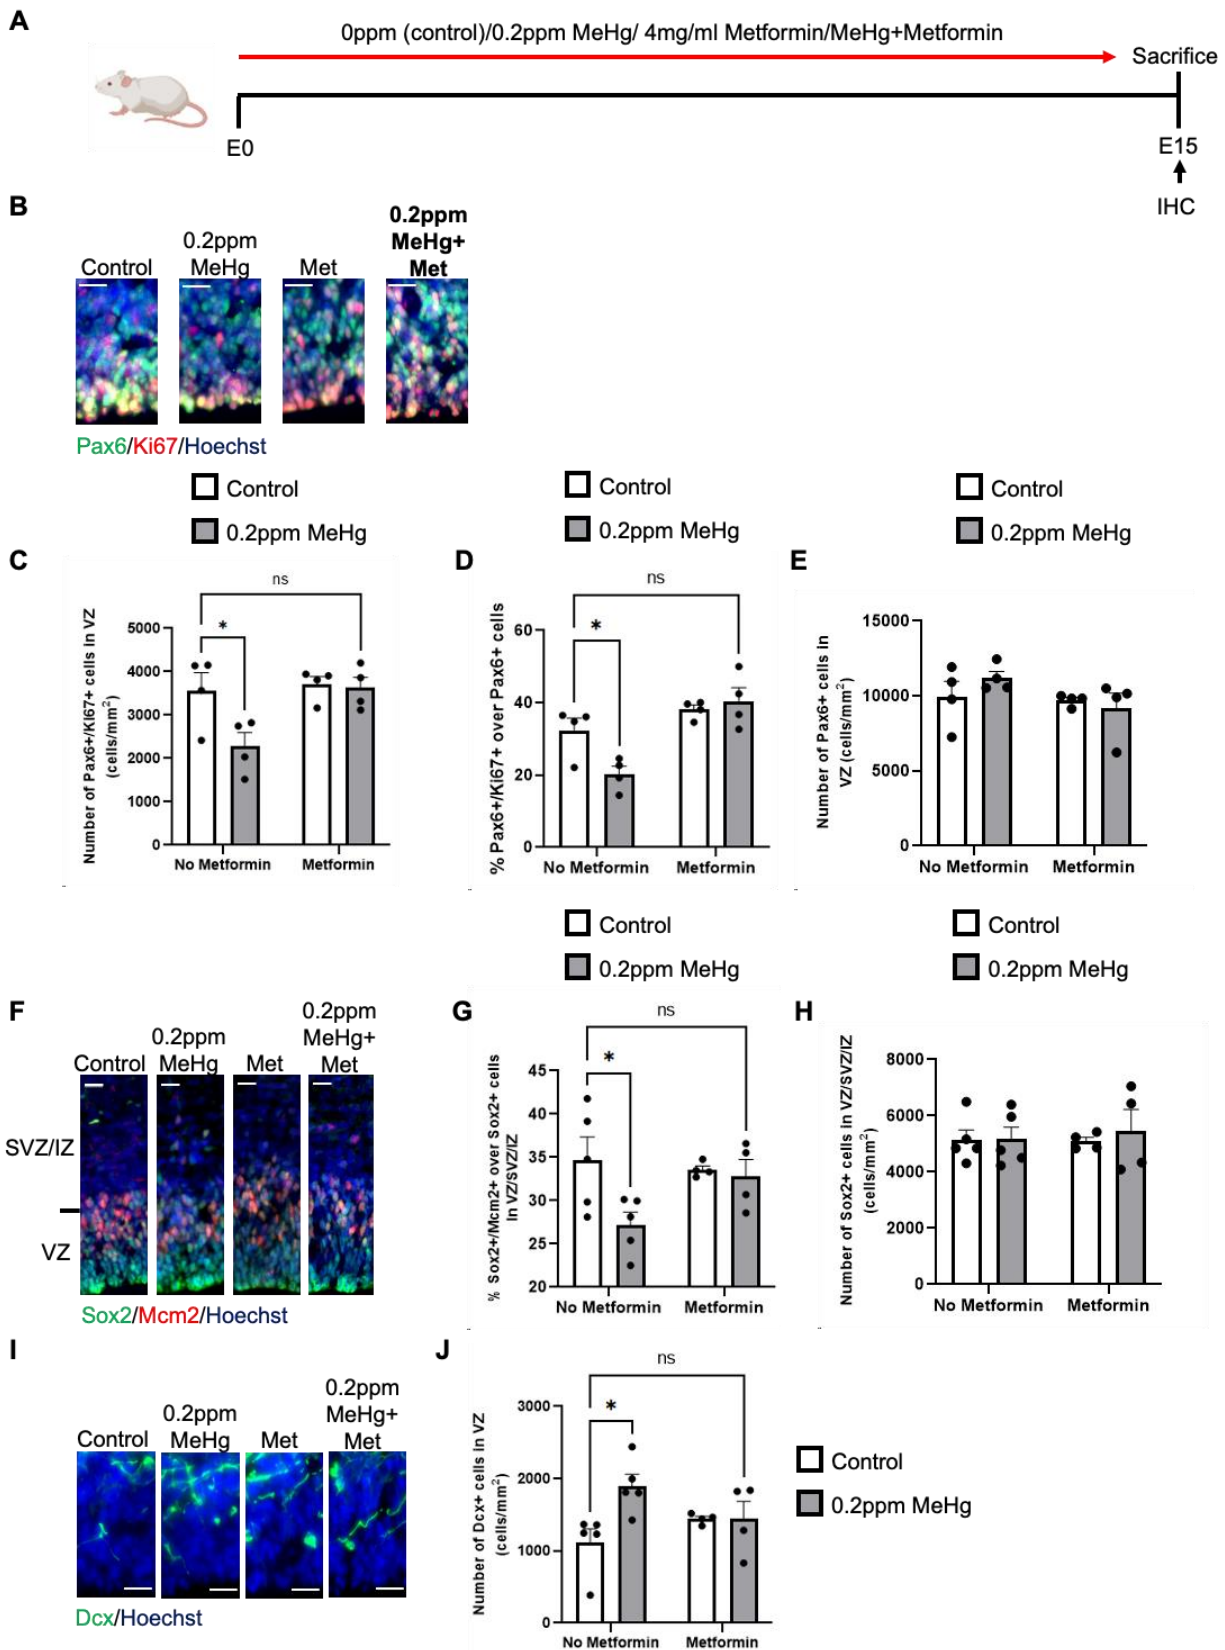 A
0ppm (control)/0.2ppm MeHg/ 4mg/ml Metformin/MeHg+Metformin
Sacrifice
E0
E15
IHC
B
Control
0.2ppm
MeHg
Met
0.2ppm
MeHg+
Met
Pax6/Ki67/Hoechst
Control
0.2ppm MeHg
Control
0.2ppm MeHg
Control
0.2ppm MeHg
C
Number of Pax6+/Ki67+ cells in VZ
(cells/mm²)
ns
*
5000
4000
3000
2000
1000
0
No Metformin
Metformin
D
% Pax6+/Ki67+ over Pax6+ cells
ns
*
60
40
20
0
No Metformin
Metformin
E
Number of Pax6+ cells in
VZ (cells/mm²)
15000
10000
5000
0
No Metformin
Metformin
Control
0.2ppm MeHg
Control
0.2ppm MeHg
F
Control
0.2ppm
MeHg
Met
0.2ppm
MeHg+
Met
SVZ/IZ
VZ
Sox2/Mcm2/Hoechst
G
% Sox2+/Mcm2+ over Sox2+ cells
In VZ/SVZ/IZ
ns
*
45
40
35
30
25
20
No Metformin
Metformin
H
Number of Sox2+ cells in VZ/SVZ/IZ
(cells/mm²)
8000
6000
4000
2000
0
No Metformin
Metformin
I
Control
0.2ppm
MeHg
Met
0.2ppm
MeHg+
Met
Dcx/Hoechst
J
Number of Dcx+ cells in VZ
(cells/mm²)
ns
*
3000
2000
1000
0
No Metformin
Metformin
Control
0.2ppm MeHg